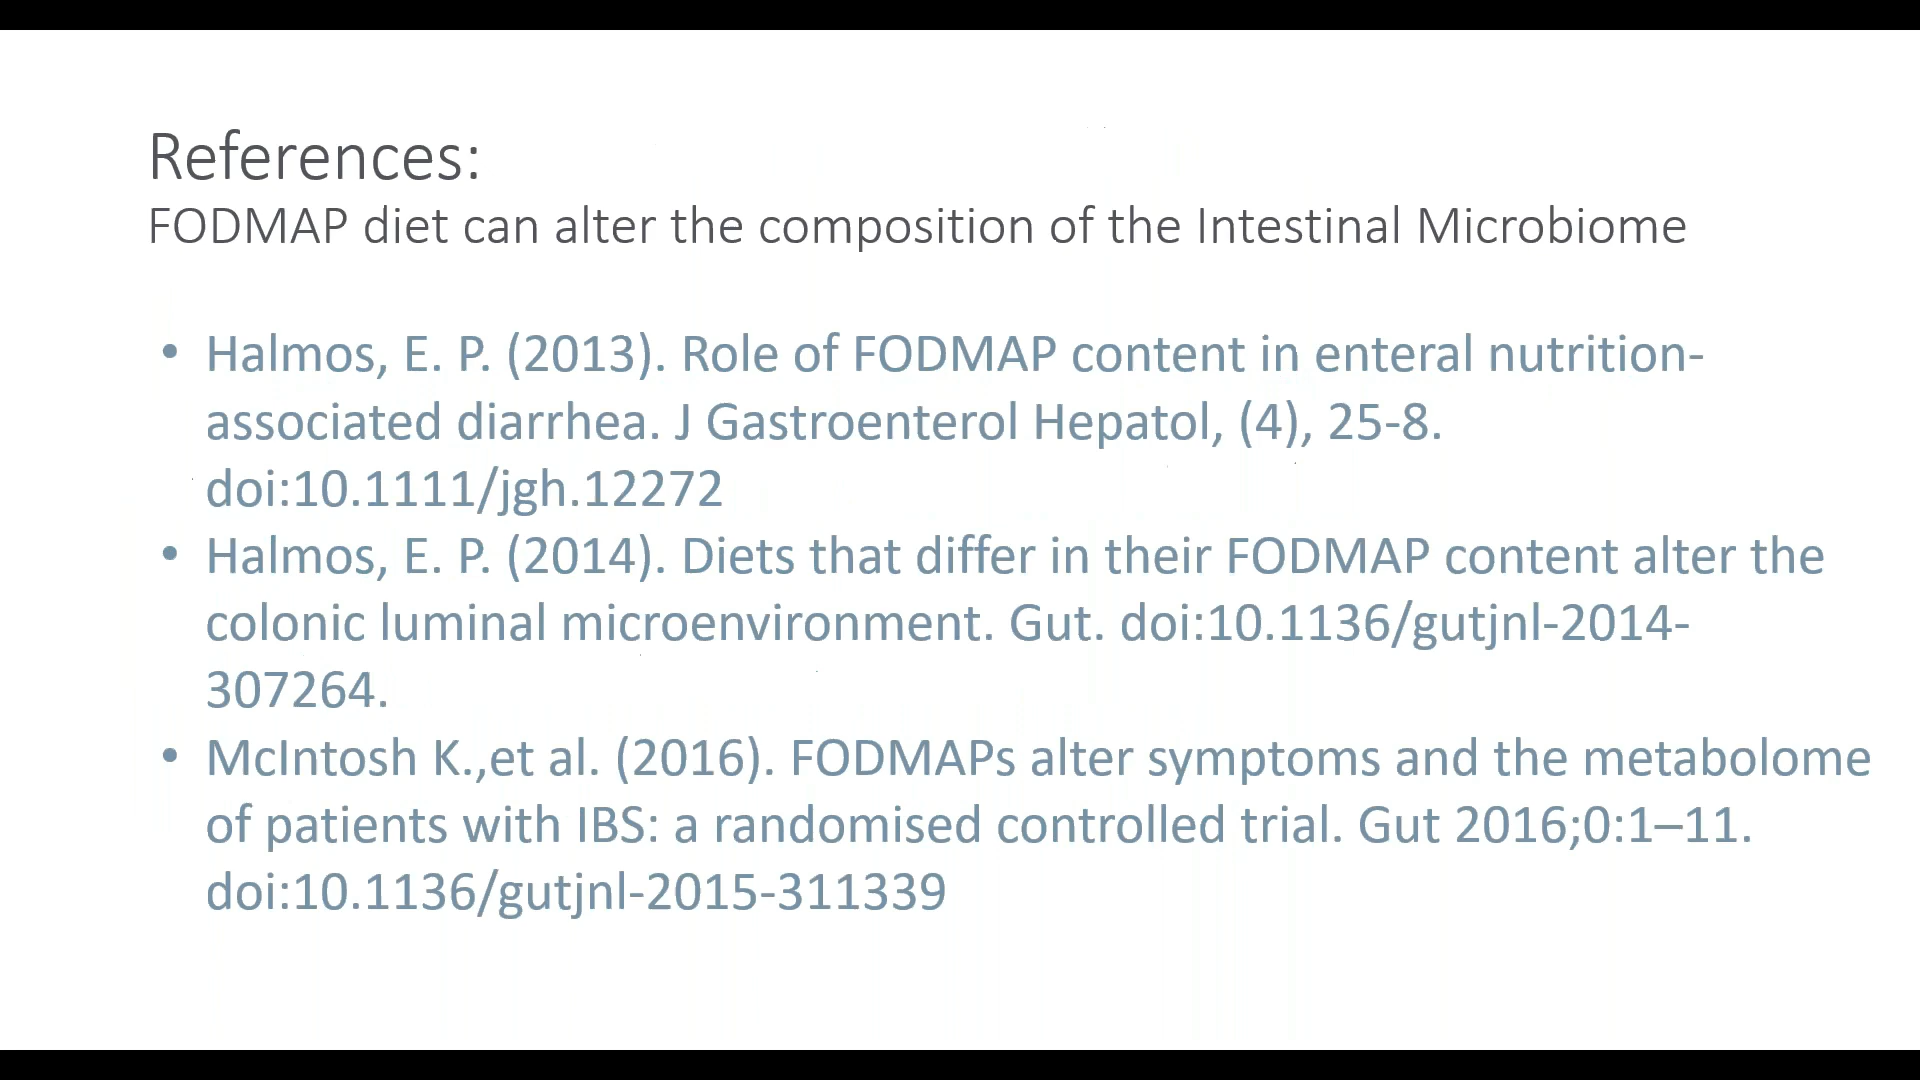 References:
FODMAP diet can alter the composition of the Intestinal Microbiome
• Halmos, E. P. (2013). Role of FODMAP content in enteral nutrition-
associated diarrhea. J Gastroenterol Hepatol, (4), 25-8.
doi:10.1111/jgh.12272
• Halmos, E. P. (2014). Diets that differ in their FODMAP content alter the
colonic luminal microenvironment. Gut. doi:10.1136/gutjnl-2014-
307264.
• McIntosh K.,et al. (2016). FODMAPs alter symptoms and the metabolome
of patients with IBS: a randomised controlled trial. Gut 2016;0:1–11.
doi:10.1136/gutjnl-2015-311339